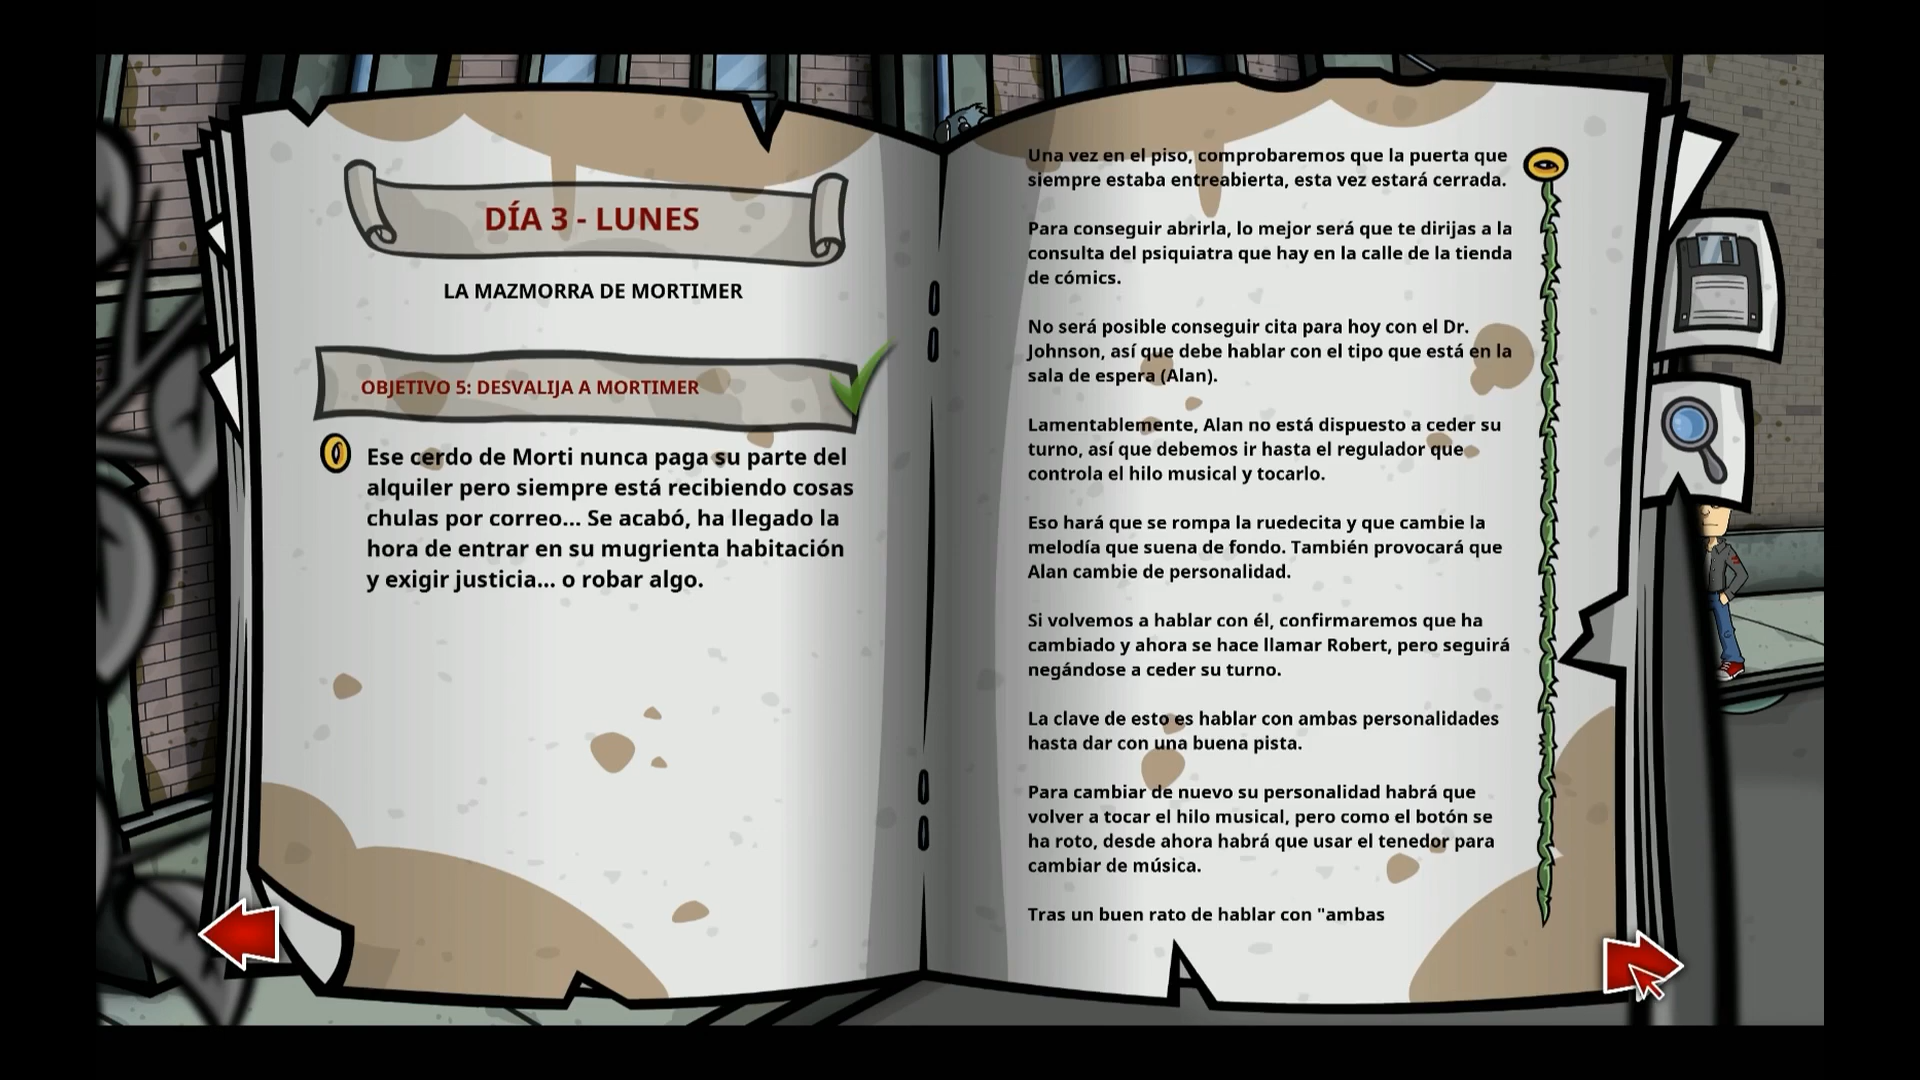 DÍA 3 - LUNES
LA MAZMORRA DE MORTIMER
OBJETIVO 5: DESVALIJA A MORTIMER
Ese cerdo de Morti nunca paga su parte del
alquiler pero siempre está recibiendo cosas
chulas por correo... Se acabó, ha llegado la
hora de entrar en su mugrienta habitación
y exigir justicia... o robar algo.
Una vez en el piso, comprobaremos que la puerta que
siempre estaba entreabierta, esta vez estará cerrada.
Para conseguir abrirla, lo mejor será que te dirijas a la
consulta del psiquiatra que hay en la calle de la tienda
de cómics.
No será posible conseguir cita para hoy con el Dr.
Johnson, así que debe hablar con el tipo que está en la
sala de espera (Alan).
Lamentablemente, Alan no está dispuesto a ceder su
turno, así que debemos ir hasta el regulador que
controla el hilo musical y tocarlo.
Eso hará que se rompa la ruedecita y que cambie la
melodía que suena de fondo. También provocará que
Alan cambie de personalidad.
Si volvemos a hablar con él, confirmaremos que ha
cambiado y ahora se hace llamar Robert, pero seguirá
negándose a ceder su turno.
La clave de esto es hablar con ambas personalidades
hasta dar con una buena pista.
Para cambiar de nuevo su personalidad habrá que
volver a tocar el hilo musical, pero como el botón se
ha roto, desde ahora habrá que usar el tenedor para
cambiar de música.
Tras un buen rato de hablar con "ambas